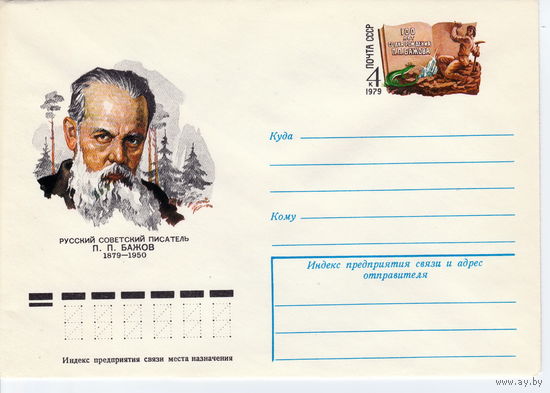 100
ЛЕТ
СО ДНЯ РОЖДЕНИЯ
П.П. БАЖОВА
ПОЧТА СССР
4 к
1979
Куда
Кому
Индекс предприятия связи и адрес
отправителя
РУССКИЙ СОВЕТСКИЙ ПИСАТЕЛЬ
П. П. БАЖОВ
1879—1950
Индекс предприятия связи места назначения
www.ay.by